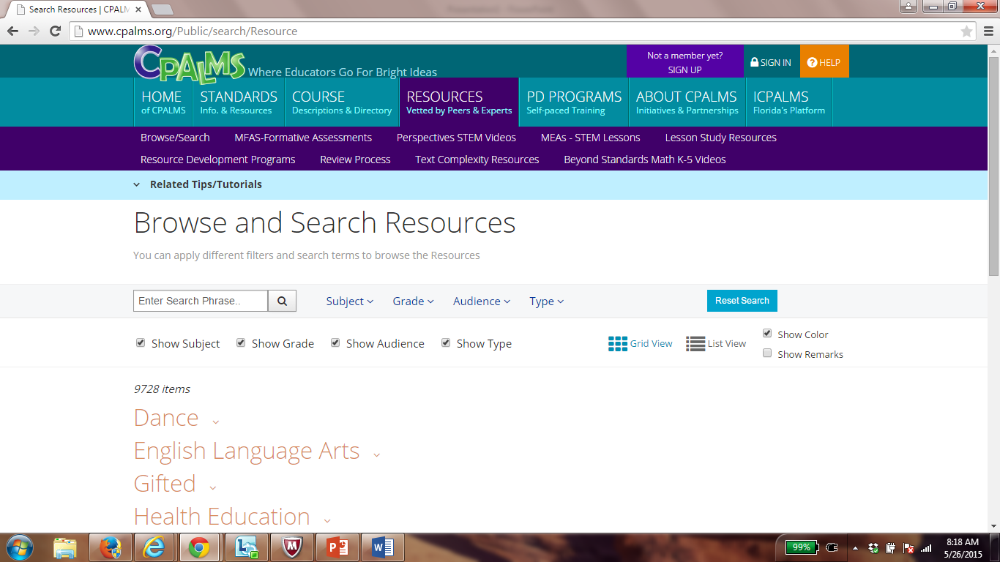 Search Resources | CPALM
www.cpalms.org/Public/search/Resource
CPALMS Where Educators Go For Bright Ideas
Not a member yet?
SIGN UP
SIGN IN
HELP
HOME
of CPALMS
STANDARDS
Info. & Resources
COURSE
Descriptions & Directory
RESOURCES
Vetted by Peers & Experts
PD PROGRAMS
Self-paced Training
ABOUT CPALMS
Initiatives & Partnerships
ICPALMS
Florida's Platform
Browse/Search MFAS-Formative Assessments Perspectives STEM Videos MEAs - STEM Lessons Lesson Study Resources
Resource Development Programs Review Process Text Complexity Resources Beyond Standards Math K-5 Videos
Related Tips/Tutorials
Browse and Search Resources
You can apply different filters and search terms to browse the Resources
Enter Search Phrase.. Subject Grade Audience Type Reset Search
Show Subject Show Grade Show Audience Show Type Grid View List View Show Color
Show Remarks
9728 items
Dance
English Language Arts
Gifted
Health Education
99%
8:18 AM
5/26/2015